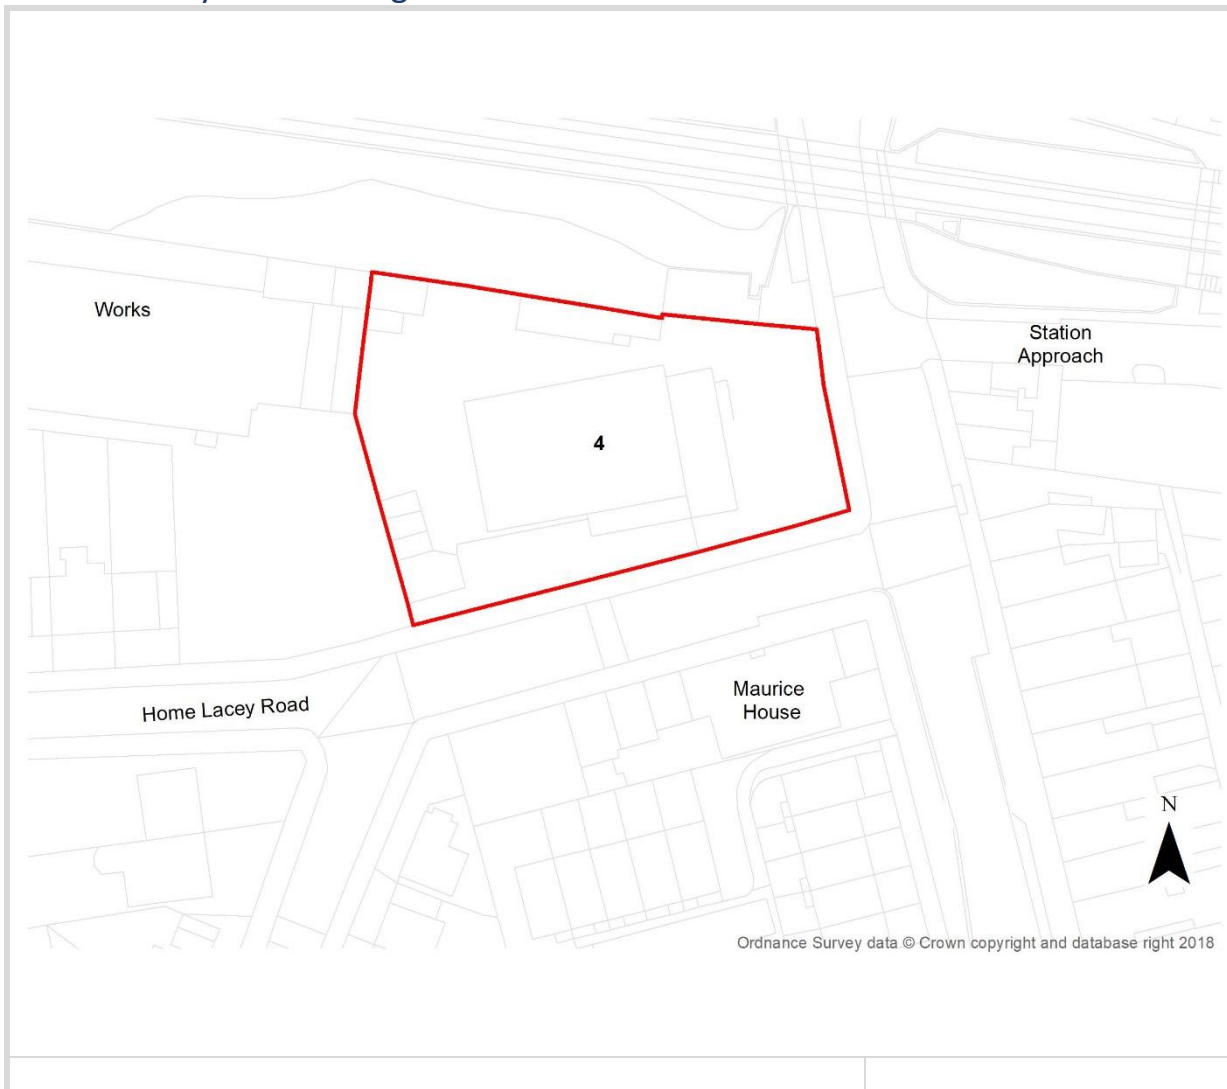 Works
Station
Approach
4
Home Lacey Road
Maurice
House
N
Ordnance Survey data © Crown copyright and database right 2018